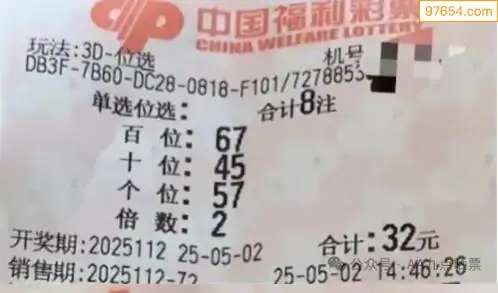 97654.com
中国福利彩票
CHINA WELFARE LOTTERY
玩法:3D-位选 机号
DB3F-7B60-DC28-0818-F101/7278853
单选位选: 合计8注
百 位: 67
十 位: 45
个 位: 57
倍 数: 2
开奖期:2025112 25-05-02 合计:32元
销售期:2025112-72 25-05-02 14:46:26
公众号